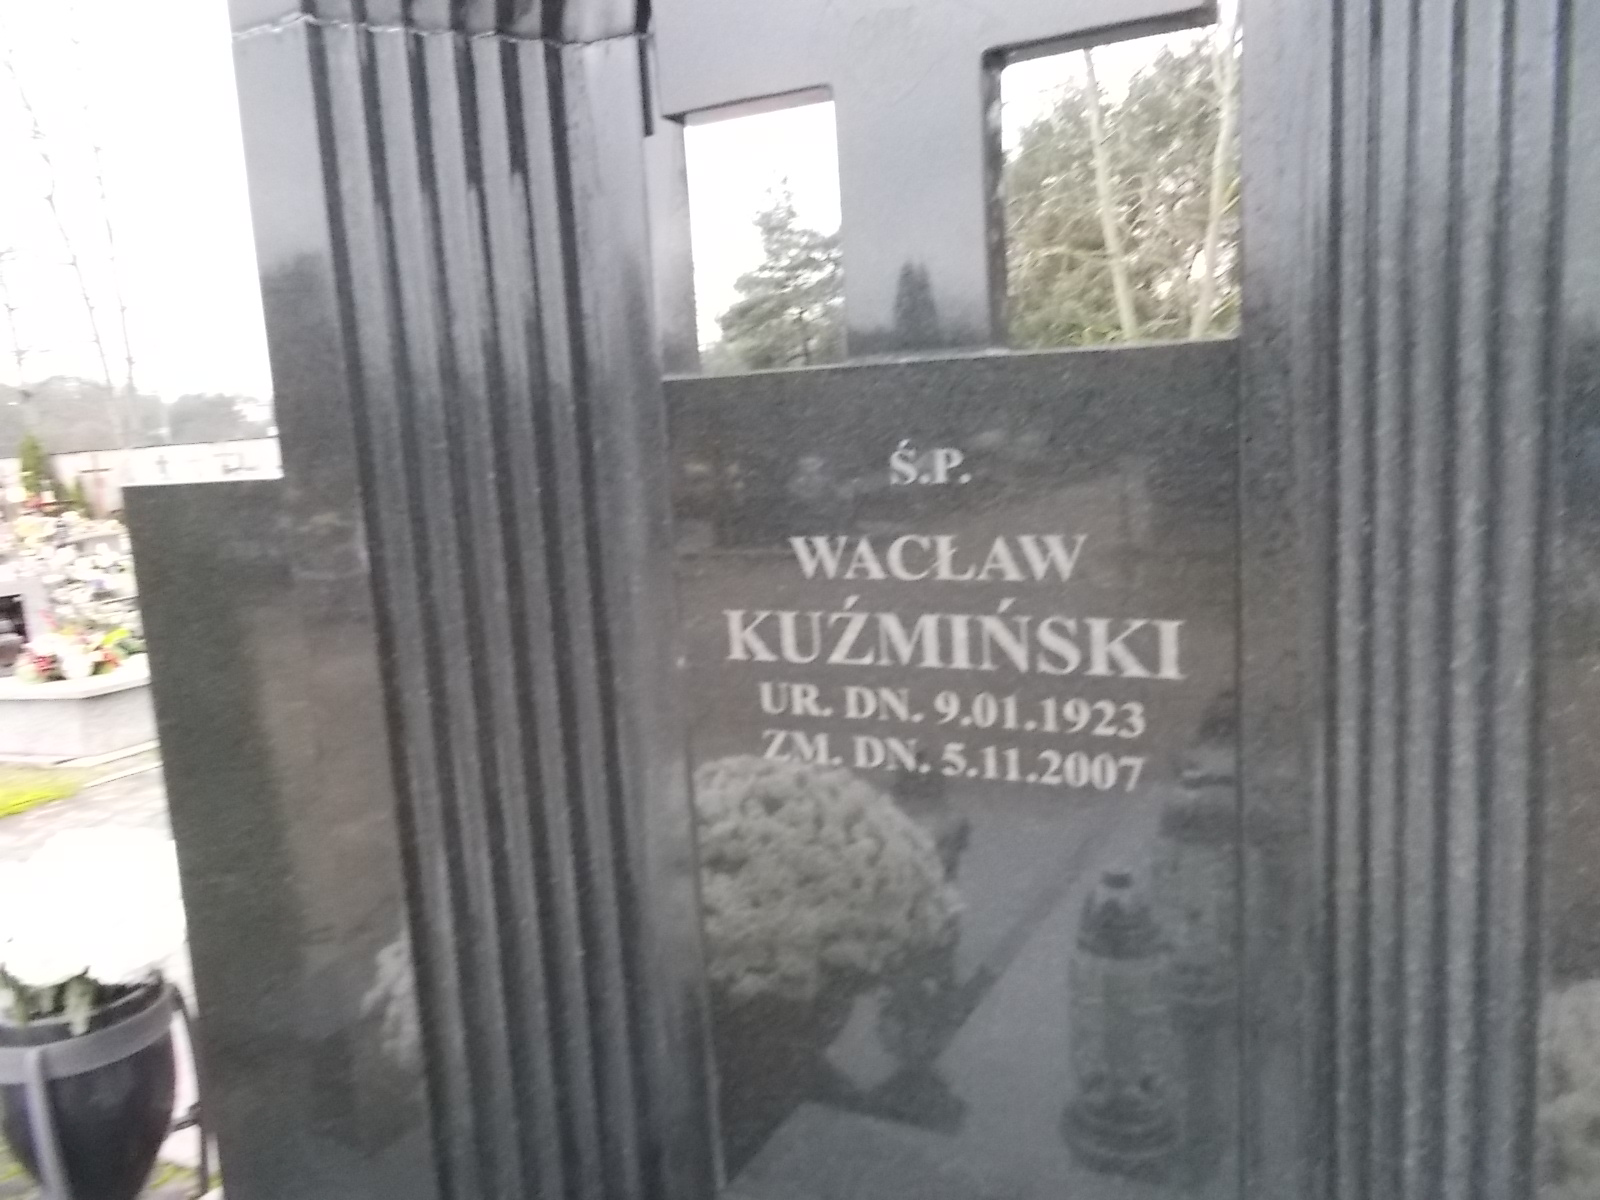 Ś.P.
WACŁAW
KUŹMIŃSKI
UR. DN. 9.01.1923
ZM. DN. 5.11.2007